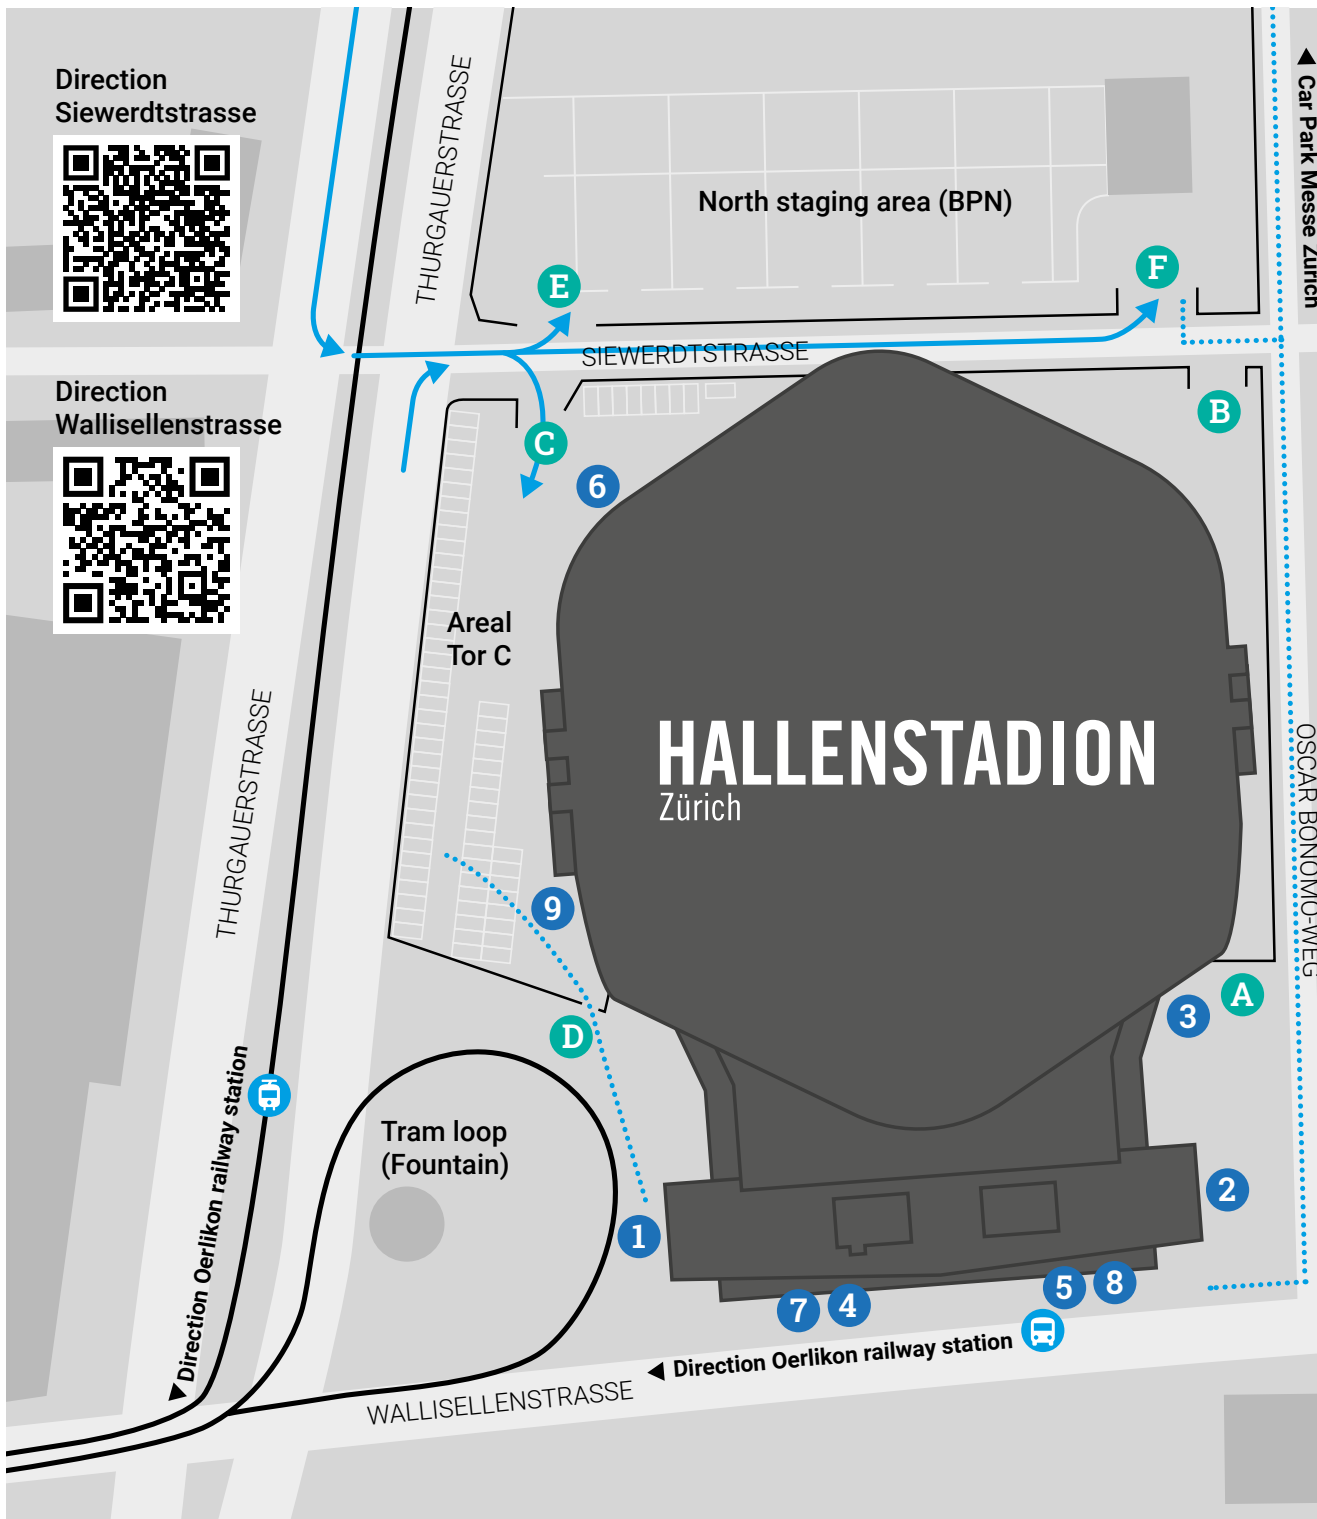 Direction
Siewerdtstrasse
THURGAUERSTRASSE
Car Park Messe Zürich
North staging area (BPN)
E
F
SIEWERDTSTRASSE
Direction
Wallisellenstrasse
B
C
6
Areal
Tor C
HALLENSTADION
Zürich
THURGAUERSTRASSE
OSCAR BONOMO-WEG
9
A
3
D
Direction Oerlikon railway station
Tram loop
(Fountain)
2
1
5
8
7
4
Direction Oerlikon railway station
WALLISELLENSTRASSE